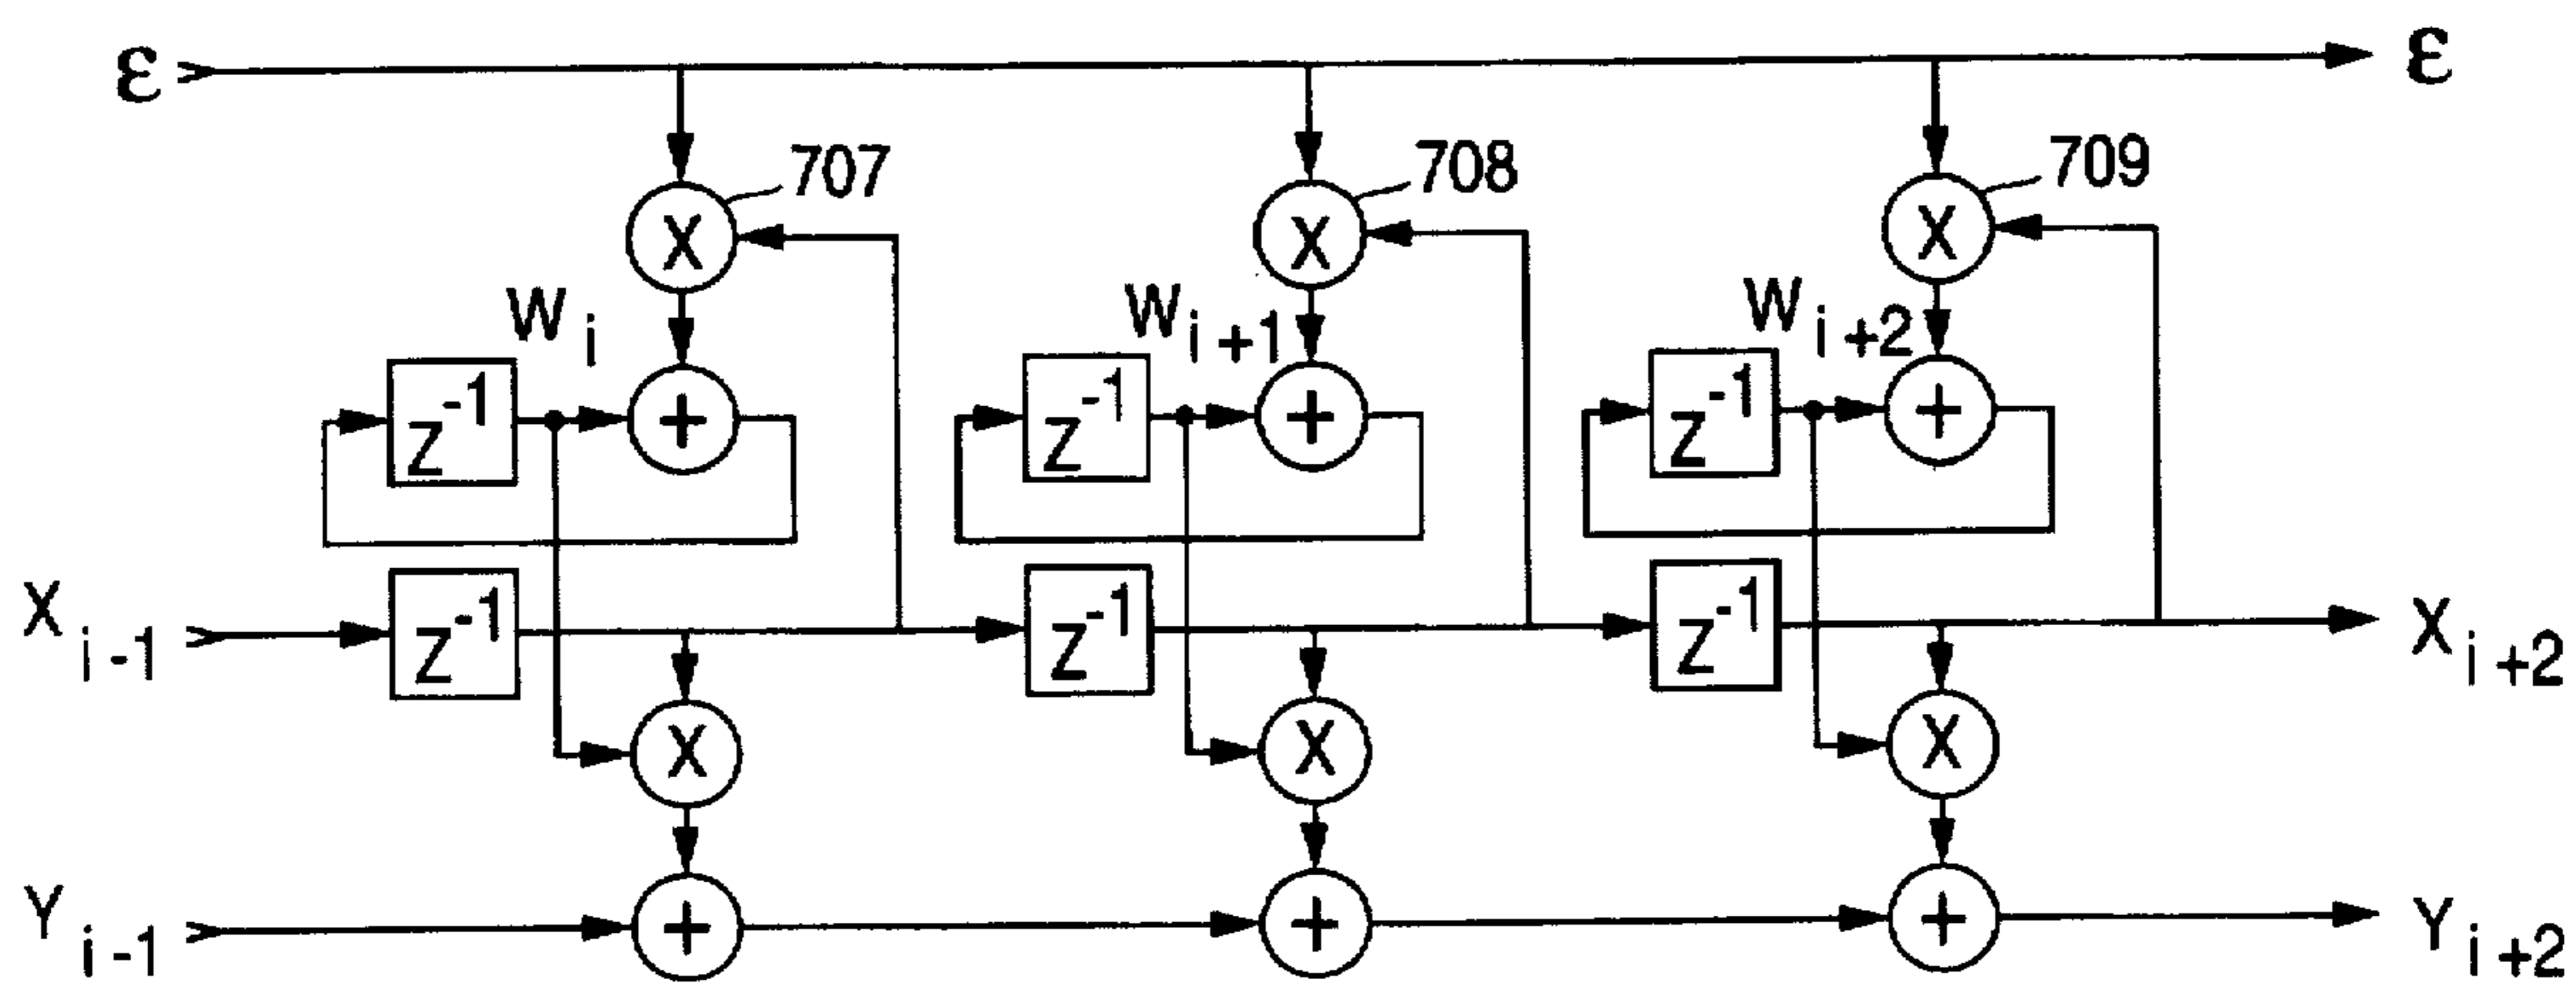 ε ε
707 708 709
X X X
W i W i+1 W i+2
z⁻¹ + z⁻¹ + z⁻¹ +
X i-1 z⁻¹ z⁻¹ z⁻¹ X i+2
X X X
Y i-1 + + + Y i+2